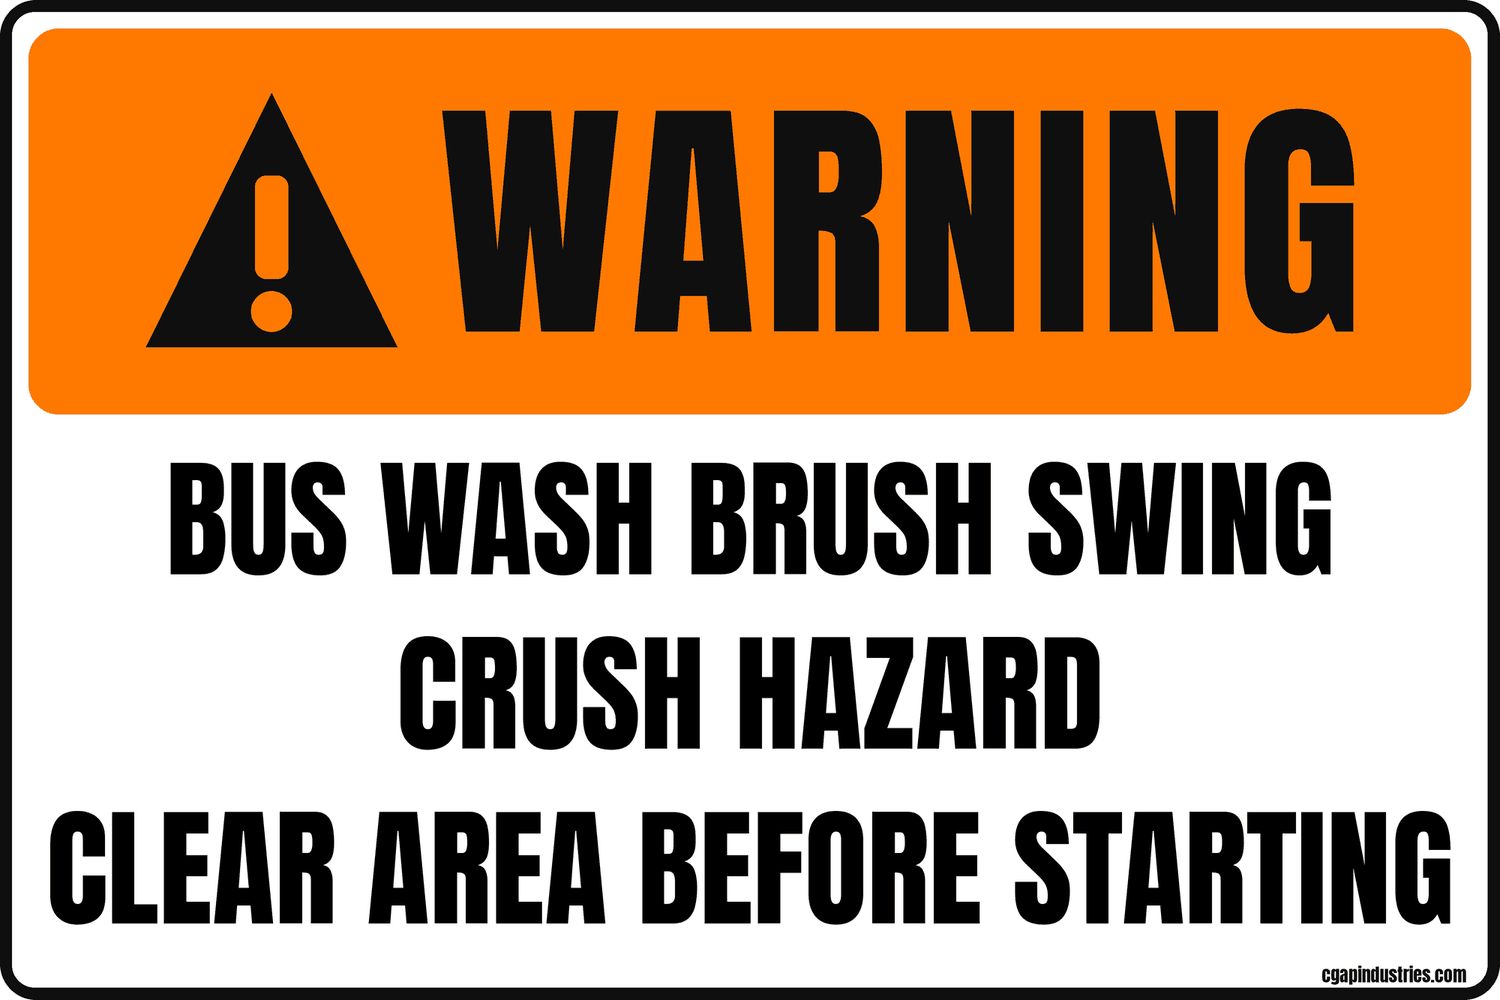 WARNING
BUS WASH BRUSH SWING
CRUSH HAZARD
CLEAR AREA BEFORE STARTING
cgapindustries.com